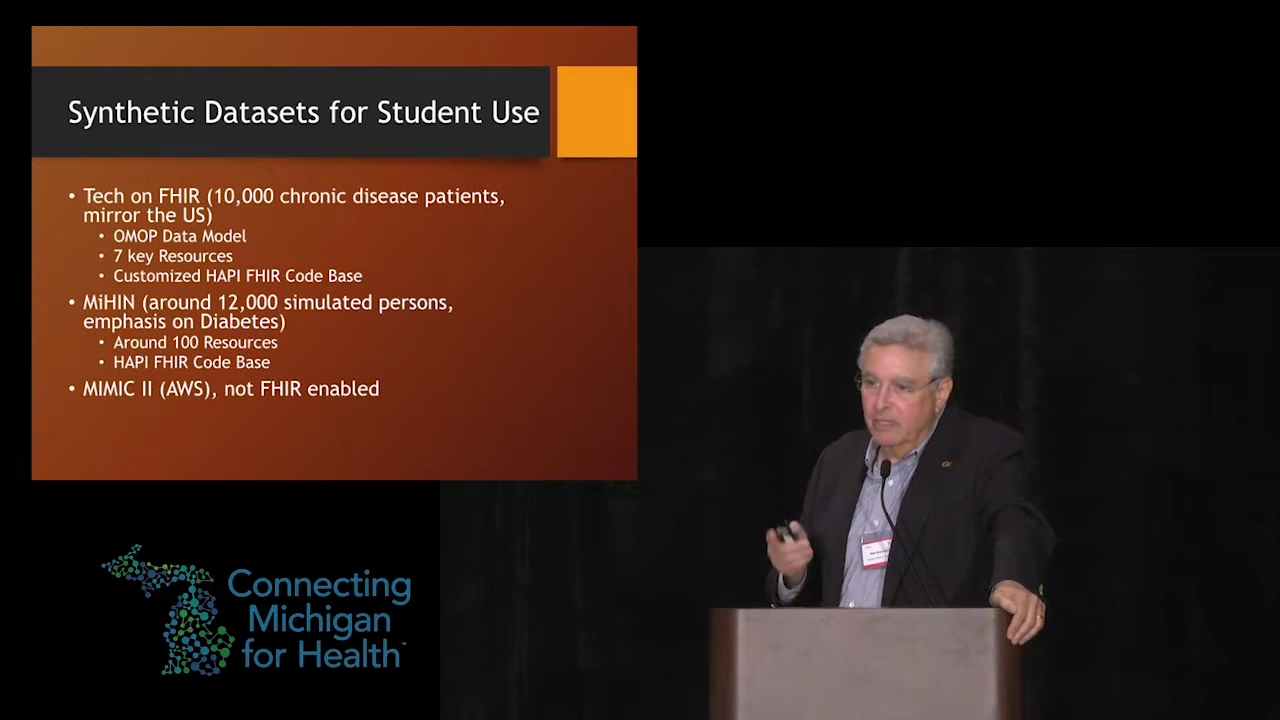 Synthetic Datasets for Student Use
• Tech on FHIR (10,000 chronic disease patients,
mirror the US)
• OMOP Data Model
• 7 key Resources
• Customized HAPI FHIR Code Base
• MiHIN (around 12,000 simulated persons,
emphasis on Diabetes)
• Around 100 Resources
• HAPI FHIR Code Base
• MIMIC II (AWS), not FHIR enabled
Connecting
Michigan
for Health™